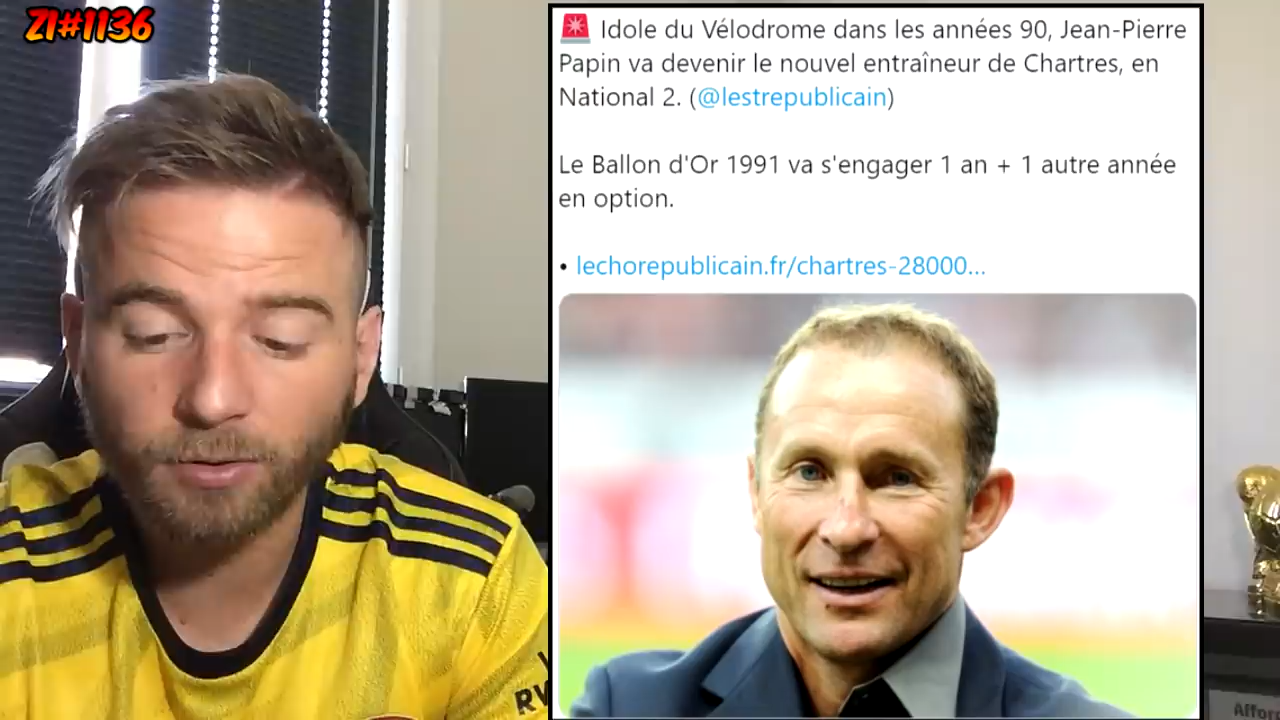 ZI#1136
🚨 Idole du Vélodrome dans les années 90, Jean-Pierre
Papin va devenir le nouvel entraîneur de Chartres, en
National 2. (@lestrepublicain)
Le Ballon d'Or 1991 va s'engager 1 an + 1 autre année
en option.
• lechorepublicain.fr/chartres-28000...